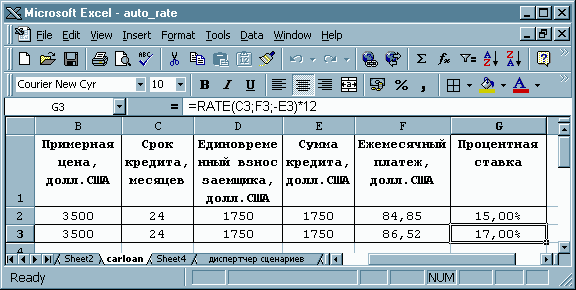 Microsoft Excel - auto_rate
File Edit View Insert Format Tools Data Window Help
Courier New Cyr 10 B I U % ,
G3 = =RATE(C3;F3;-E3)*12
B C D E F G
Примерная цена, долл.США
Срок кредита, месяцев
Единовреме нный взнос заемщика, долл.США
Сумма кредита, долл.США
Ежемесячный платеж, долл.США
Процентная ставка
1
2 3500 24 1750 1750 84,85 15,00%
3 3500 24 1750 1750 86,52 17,00%
Sheet2 carloan Sheet4 диспертчер сценариев
Ready NUM